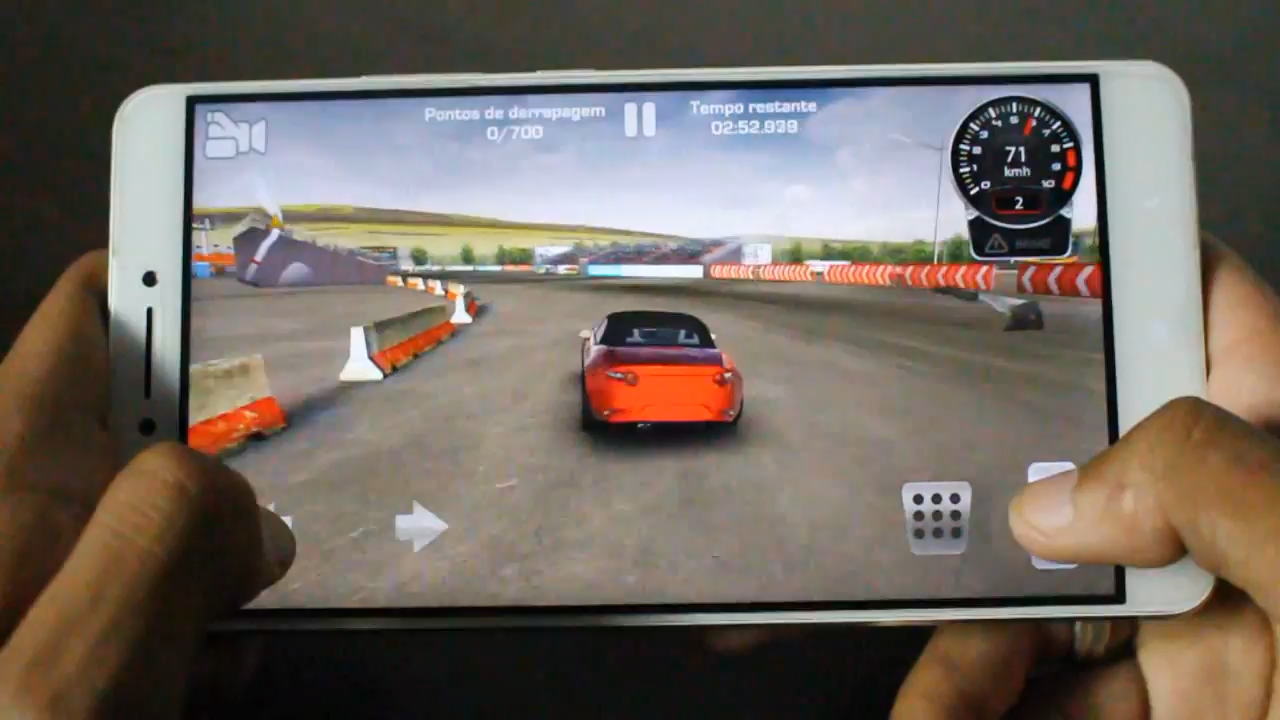 Pontos de derrapagem
0/700
Tempo restante
02:52.939
71
kmh
2